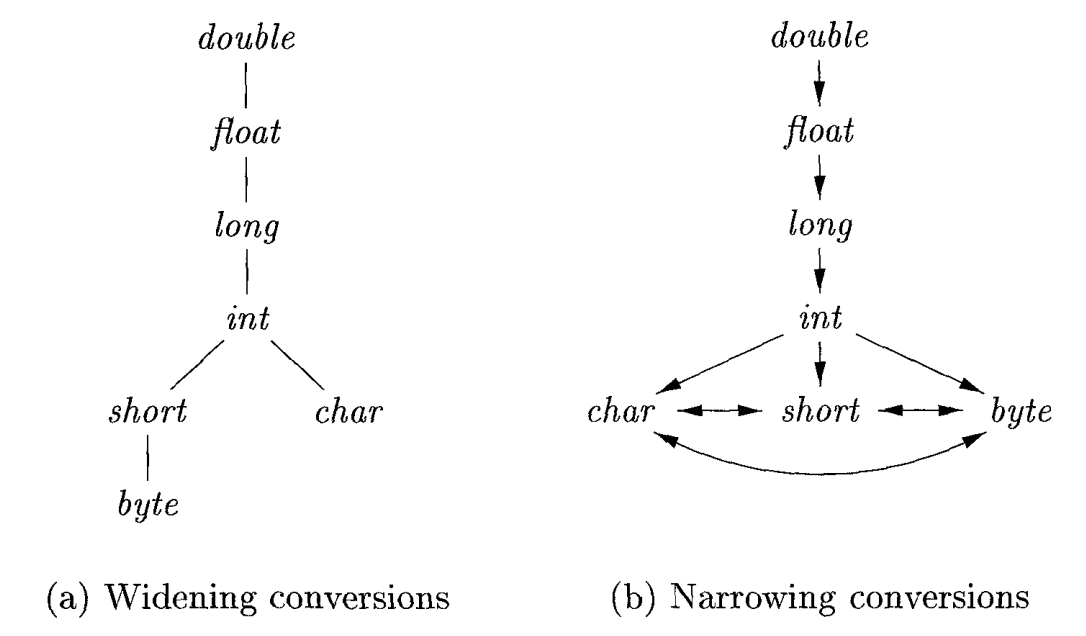 double
float
long
int
short char
byte
(a) Widening conversions
double
float
long
int
char short byte
(b) Narrowing conversions